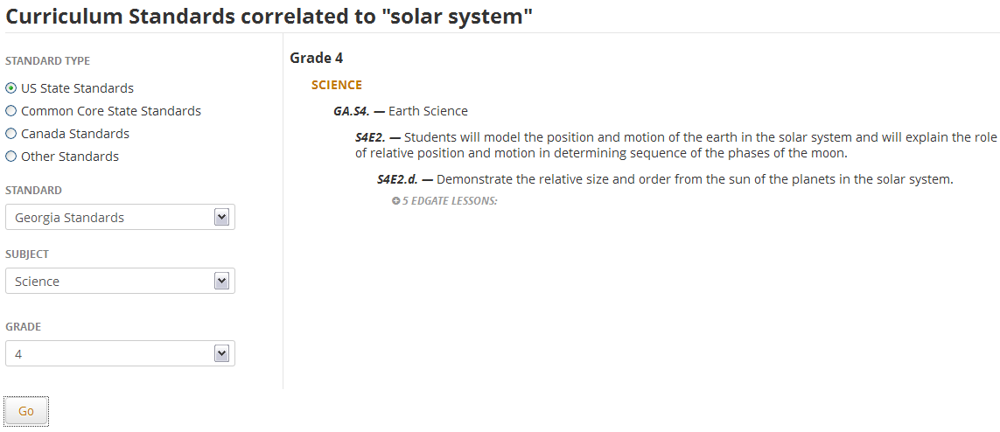 Curriculum Standards correlated to "solar system"
STANDARD TYPE
US State Standards
Common Core State Standards
Canada Standards
Other Standards
STANDARD
Georgia Standards
SUBJECT
Science
GRADE
4
Go
Grade 4
SCIENCE
GA.S4. — Earth Science
S4E2. — Students will model the position and motion of the earth in the solar system and will explain the role
of relative position and motion in determining sequence of the phases of the moon.
S4E2.d. — Demonstrate the relative size and order from the sun of the planets in the solar system.
5 EDGATE LESSONS: